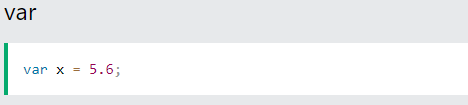 var
var x = 5.6;